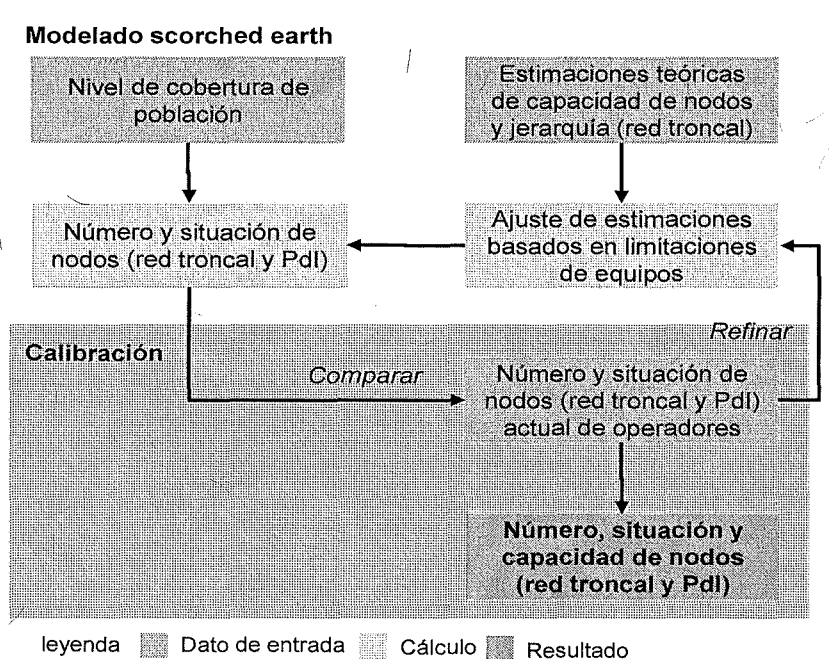 Modelado scorched earth
Nivel de cobertura de
población
Estimaciones teóricas
de capacidad de nodos
y jerarquía (red troncal)
Número y situación de
nodos (red troncal y PdI)
Ajuste de estimaciones
basados en limitaciones
de equipos
Refinar
Calibración
Comparar
Número y situación de
nodos (red troncal y PdI)
actual de operadores
Número, situación y
capacidad de nodos
(red troncal y PdI)
leyenda Dato de entrada Cálculo Resultado